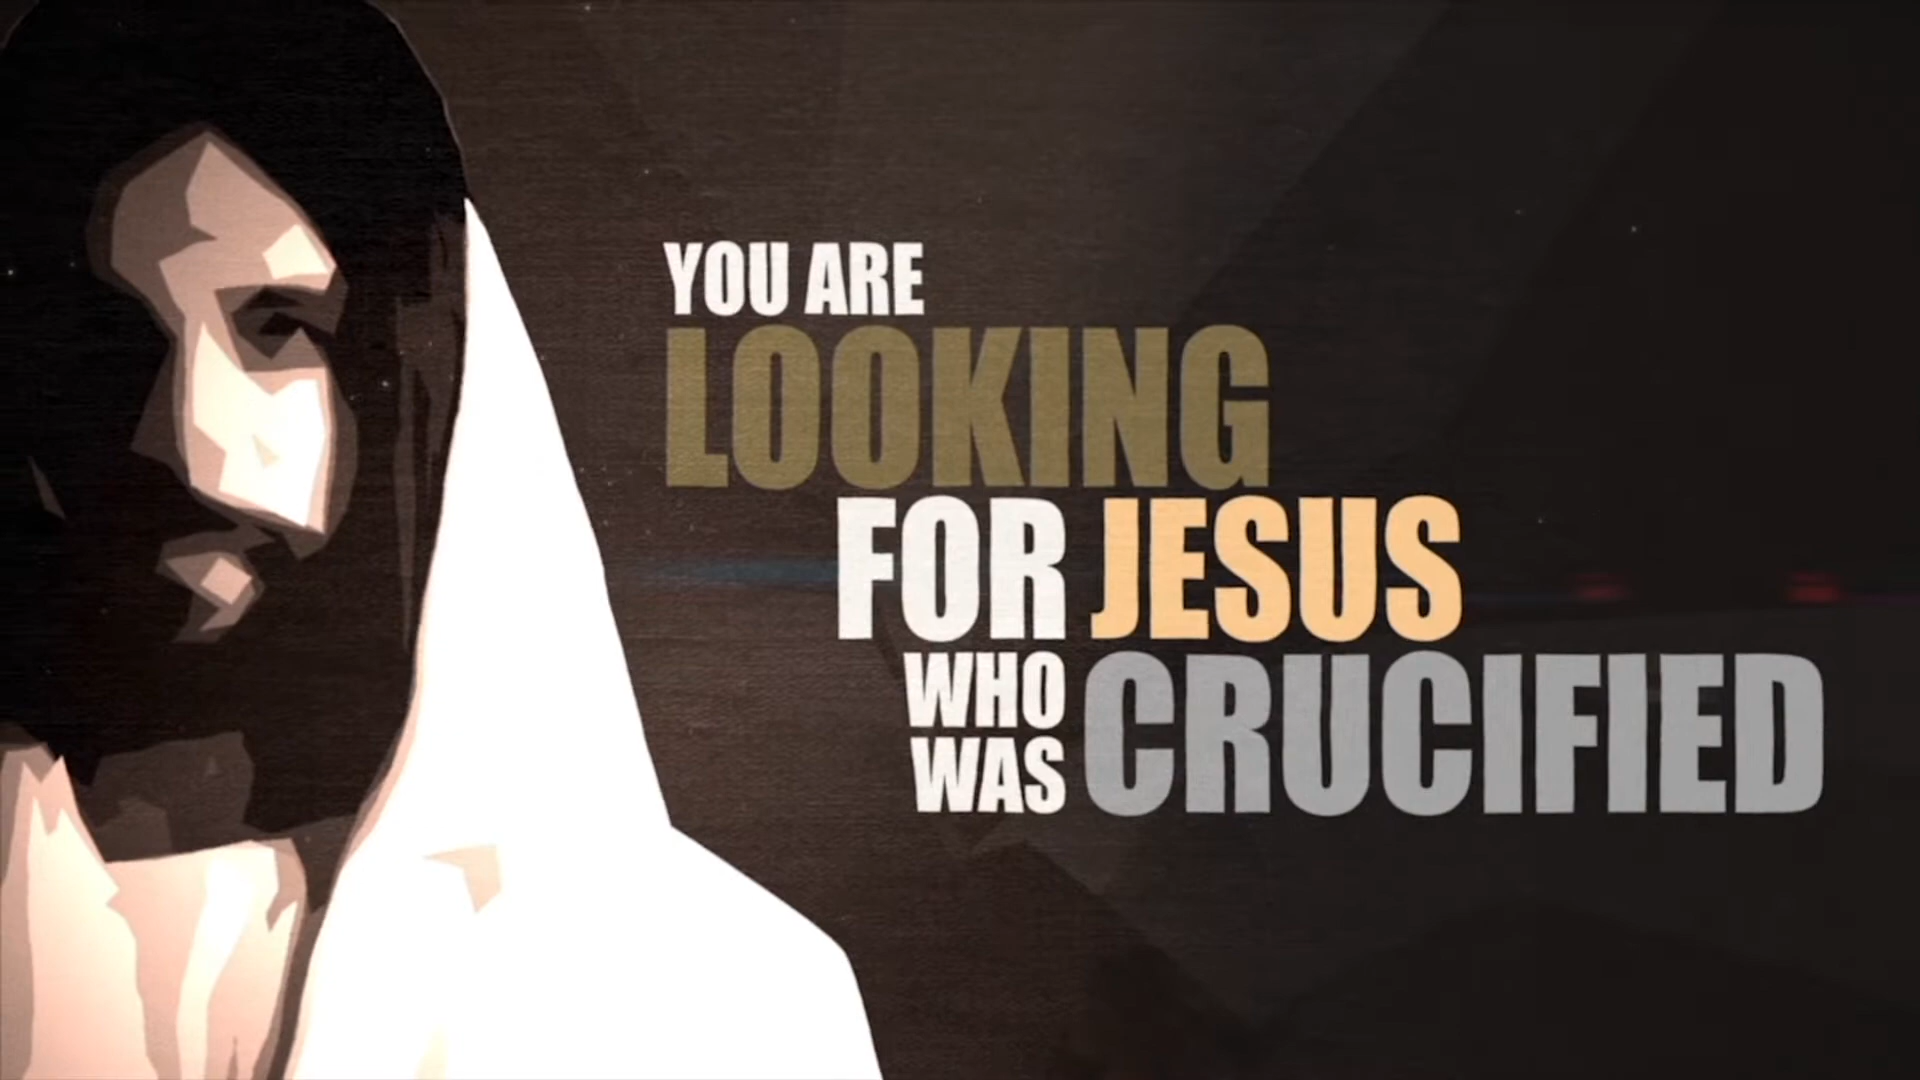 YOU ARE
LOOKING
FOR JESUS
WHO
WAS
CRUCIFIED